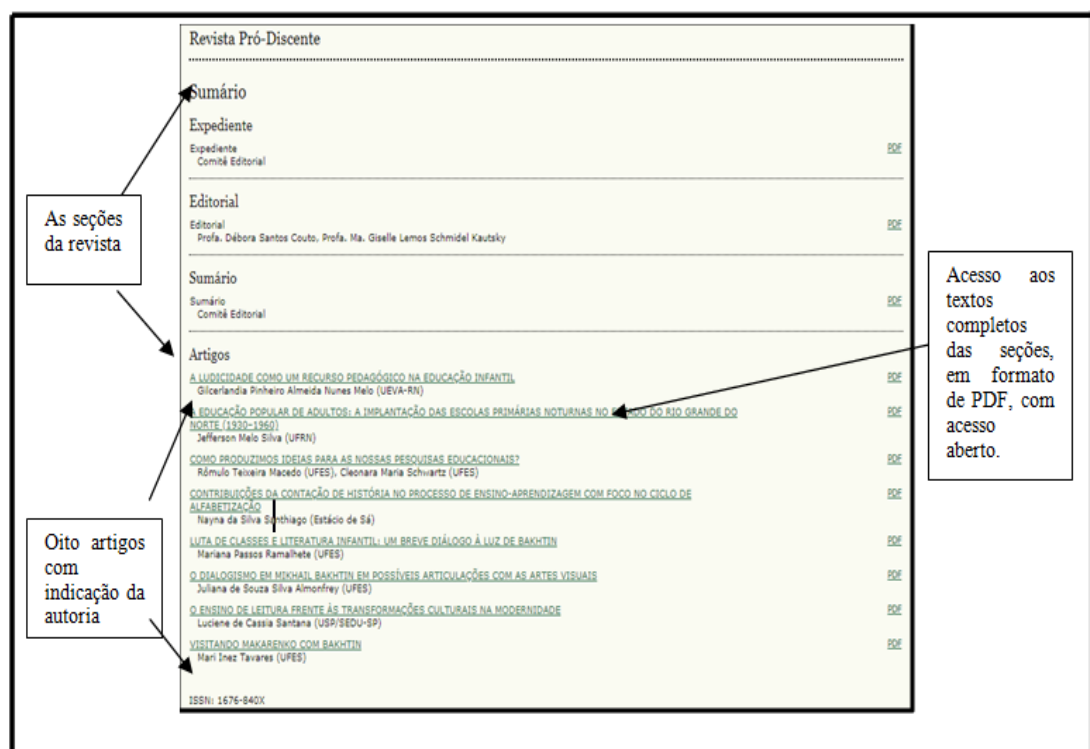 Revista Pró-Discente
Sumário
Expediente
Expediente
PDF
Comitê Editorial
Editorial
Editorial
PDF
Profa. Débora Santos Couto, Profa. Ma. Giselle Lemos Schmidel Kautsky
Sumário
Sumário
PDF
Comitê Editorial
Artigos
A LUDICIDADE COMO UM RECURSO PEDAGÓGICO NA EDUCAÇÃO INFANTIL
PDF
Gilcerlandia Pinheiro Almeida Nunes Melo (UEVA-RN)
A EDUCAÇÃO POPULAR DE ADULTOS: A IMPLANTAÇÃO DAS ESCOLAS PRIMÁRIAS NOTURNAS NO ESTADO DO RIO GRANDE DO
PDF
NORTE (1930–1960)
Jefferson Melo Silva (UFRN)
COMO PRODUZIMOS IDEIAS PARA AS NOSSAS PESQUISAS EDUCACIONAIS?
PDF
Rômulo Teixeira Macedo (UFES), Cleonara Maria Schwartz (UFES)
CONTRIBUIÇÕES DA CONTAÇÃO DE HISTÓRIA NO PROCESSO DE ENSINO-APRENDIZAGEM COM FOCO NO CICLO DE
PDF
ALFABETIZAÇÃO
Nayna da Silva Santhiago (Estácio de Sá)
LUTA DE CLASSES E LITERATURA INFANTIL: UM BREVE DIÁLOGO À LUZ DE BAKHTIN
PDF
Mariana Passos Ramalhete (UFES)
O DIALOGISMO EM MIKHAIL BAKHTIN EM POSSÍVEIS ARTICULAÇÕES COM AS ARTES VISUAIS
PDF
Juliana de Souza Silva Almonfrey (UFES)
O ENSINO DE LEITURA FRENTE ÀS TRANSFORMAÇÕES CULTURAIS NA MODERNIDADE
PDF
Luciene de Cassia Santana (USP/SEDU-SP)
VISITANDO MAKARENKO COM BAKHTIN
PDF
Mari Inez Tavares (UFES)
ISSN: 1676-840X
As seções
da revista
Oito artigos
com
indicação da
autoria
Acesso aos
textos
completos
das seções,
em formato
de PDF, com
acesso
aberto.